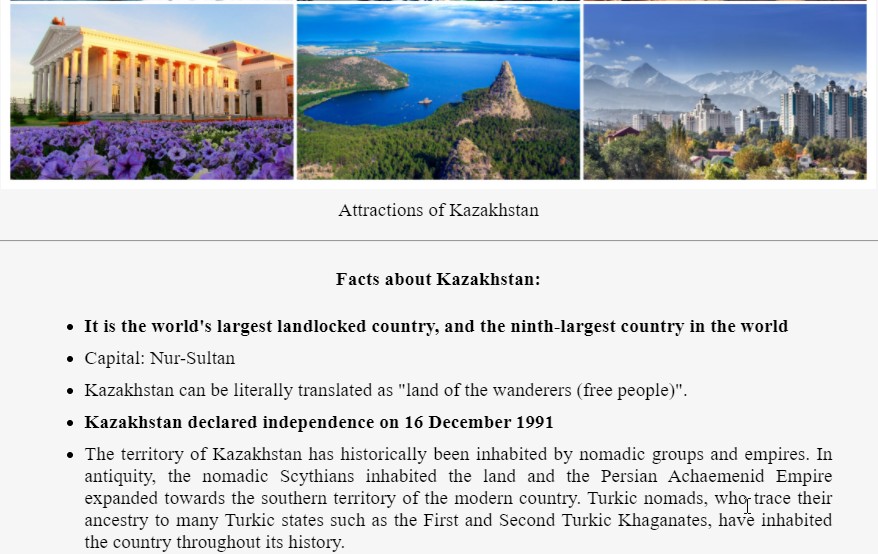 Attractions of Kazakhstan
Facts about Kazakhstan:
It is the world's largest landlocked country, and the ninth-largest country in the world
Capital: Nur-Sultan
Kazakhstan can be literally translated as "land of the wanderers (free people)".
Kazakhstan declared independence on 16 December 1991
The territory of Kazakhstan has historically been inhabited by nomadic groups and empires. In
antiquity, the nomadic Scythians inhabited the land and the Persian Achaemenid Empire
expanded towards the southern territory of the modern country. Turkic nomads, who trace their
ancestry to many Turkic states such as the First and Second Turkic Khaganates, have inhabited
the country throughout its history.